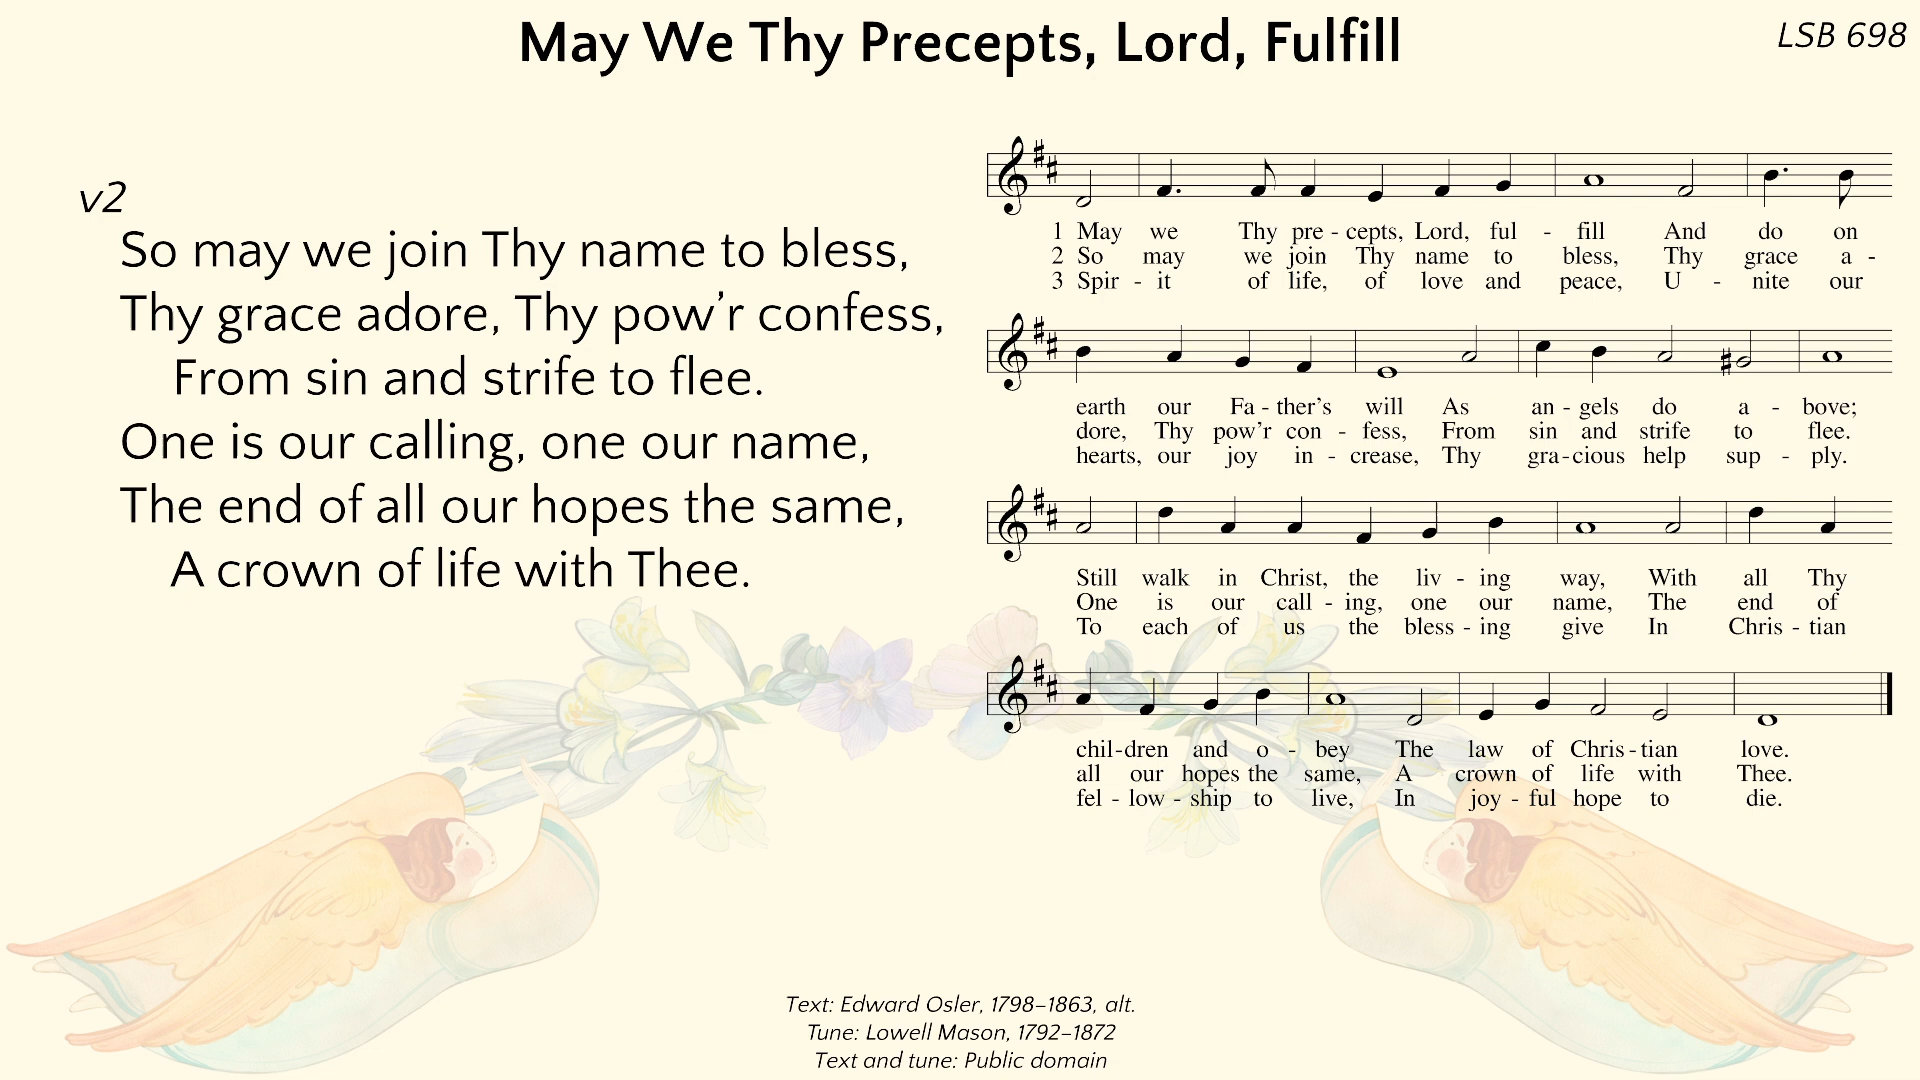 May We Thy Precepts, Lord, Fulfill
LSB 698
v2
So may we join Thy name to bless,
Thy grace adore, Thy pow’r confess,
From sin and strife to flee.
One is our calling, one our name,
The end of all our hopes the same,
A crown of life with Thee.
1 May we Thy pre - cepts, Lord, ful - fill And do on
2 So may we join Thy name to bless, Thy grace a -
3 Spir - it of life, of love and peace, U - nite our
earth our Fa - ther’s will As an - gels do a - bove;
dore, Thy pow’r con - fess, From sin and strife to flee.
hearts, our joy in - crease, Thy gra - cious help sup - ply.
Still walk in Christ, the liv - ing way, With all Thy
One is our call - ing, one our name, The end of
To each of us the bless - ing give In Chris - tian
chil - dren and o - bey The law of Chris - tian love.
all our hopes the same, A crown of life with Thee.
fel - low - ship to live, In joy - ful hope to die.
Text: Edward Osler, 1798–1863, alt.
Tune: Lowell Mason, 1792–1872
Text and tune: Public domain